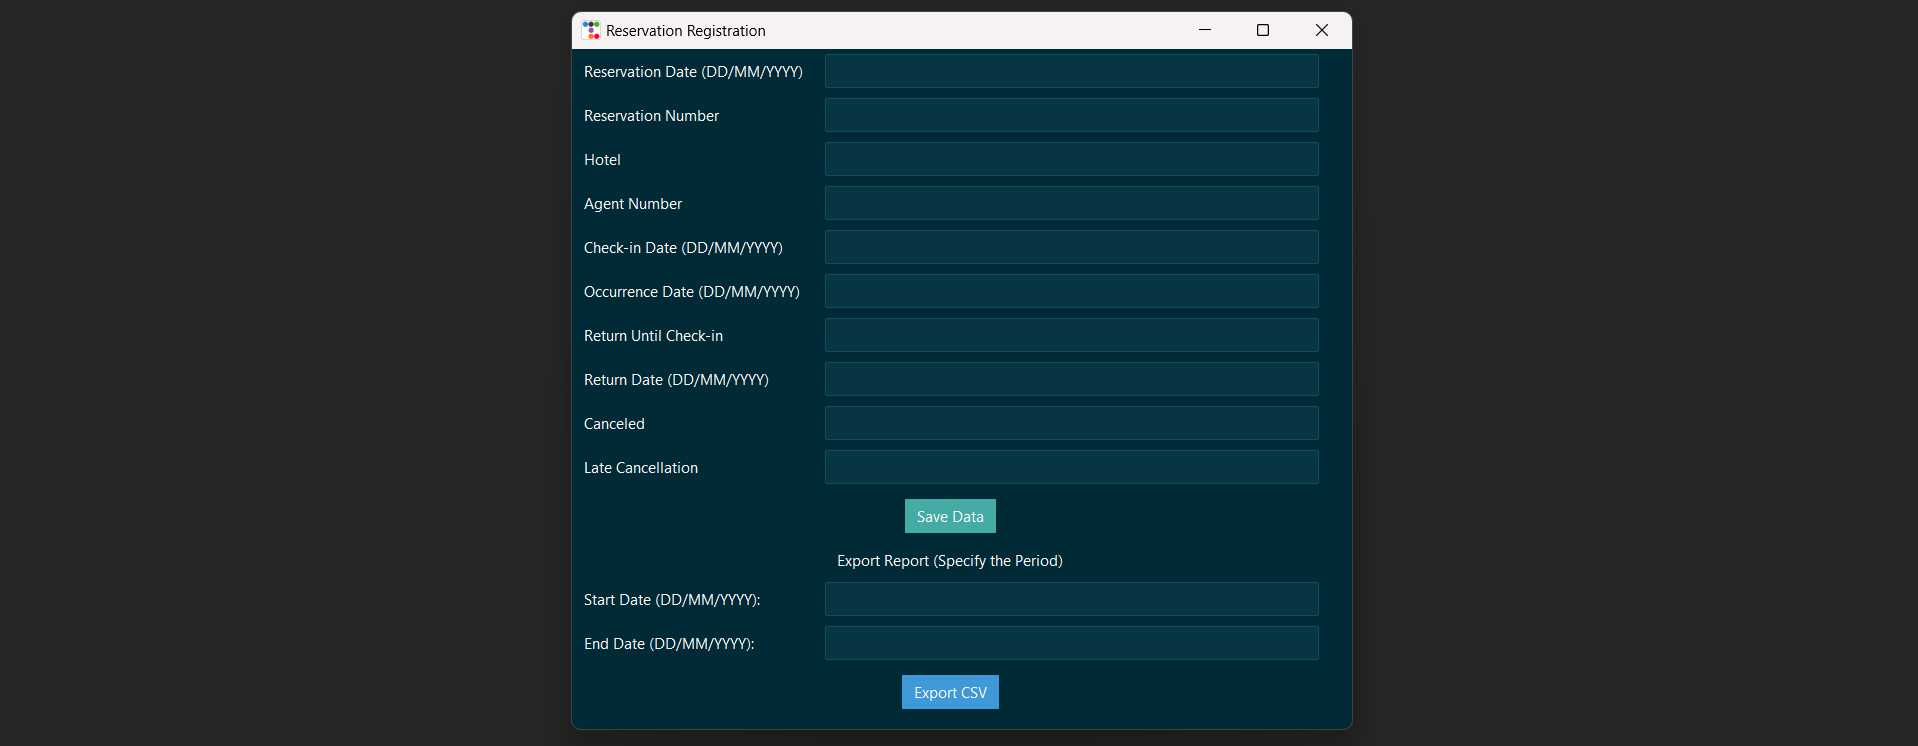 Reservation Registration
Reservation Date (DD/MM/YYYY)
Reservation Number
Hotel
Agent Number
Check-in Date (DD/MM/YYYY)
Occurrence Date (DD/MM/YYYY)
Return Until Check-in
Return Date (DD/MM/YYYY)
Canceled
Late Cancellation
Save Data
Export Report (Specify the Period)
Start Date (DD/MM/YYYY):
End Date (DD/MM/YYYY):
Export CSV